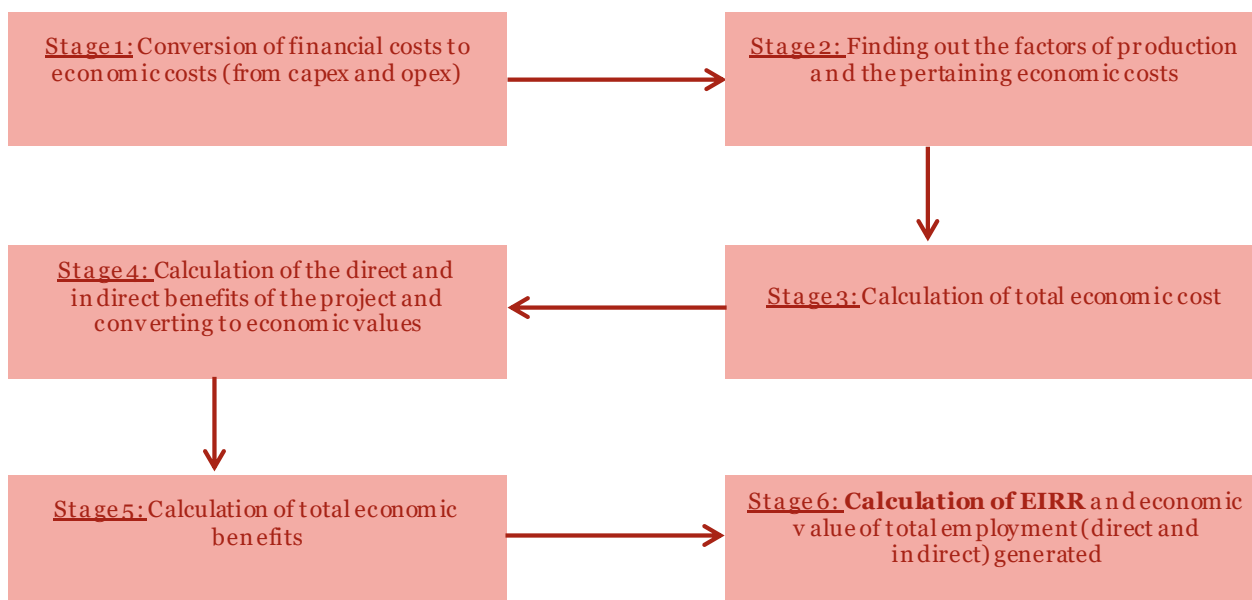 Stage 1: Conversion of financial costs to
economic costs (from capex and opex)
Stage 2: Finding out the factors of production
and the pertaining economic costs
Stage 3: Calculation of total economic cost
Stage 4: Calculation of the direct and
indirect benefits of the project and
converting to economic values
Stage 5: Calculation of total economic
benefits
Stage 6: Calculation of EIRR and economic
value of total employment (direct and
indirect) generated